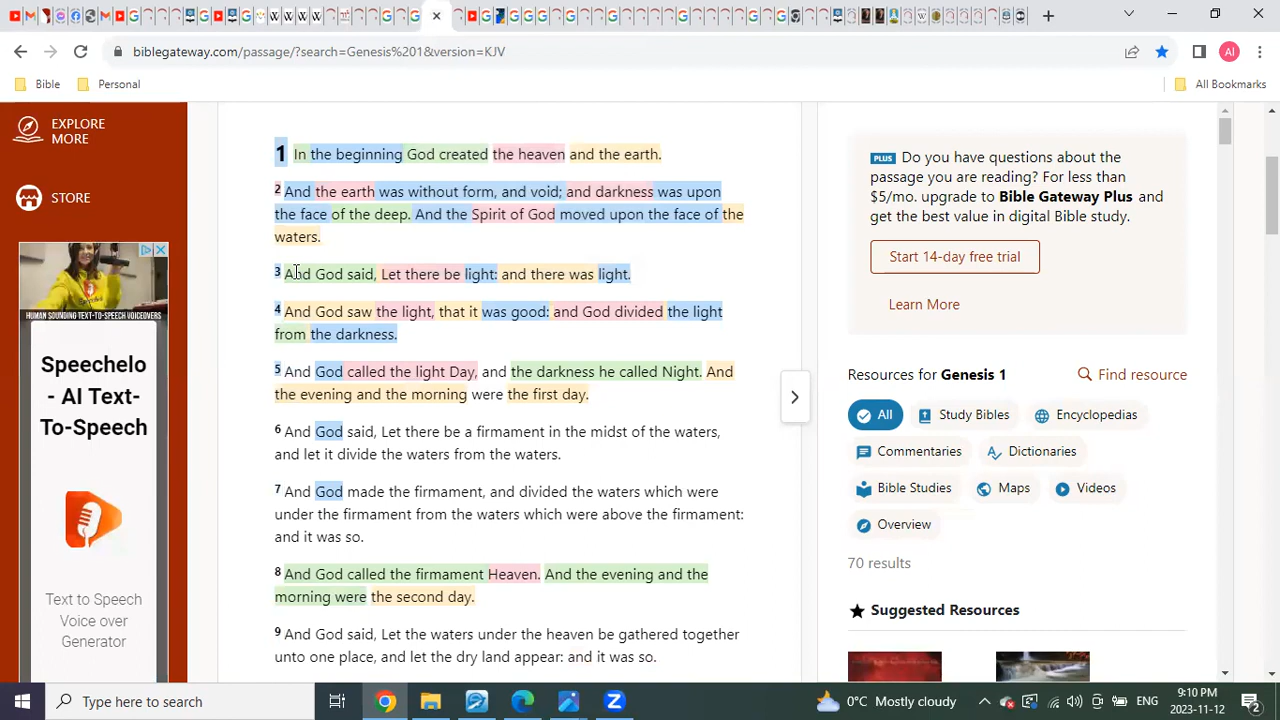 biblegateway.com/passage/?search=Genesis%201&version=KJV
AI
Bible
Personal
All Bookmarks
EXPLORE
MORE
STORE
HUMAN SOUNDING TEXT-TO-SPEECH VOICEOVERS
Speechelo
- AI Text-
To-Speech
Text to Speech
Voice over
Generator
1 In the beginning God created the heaven and the earth.
2 And the earth was without form, and void; and darkness was upon
the face of the deep. And the Spirit of God moved upon the face of the
waters.
3 And God said, Let there be light: and there was light.
4 And God saw the light, that it was good: and God divided the light
from the darkness.
5 And God called the light Day, and the darkness he called Night. And
the evening and the morning were the first day.
6 And God said, Let there be a firmament in the midst of the waters,
and let it divide the waters from the waters.
7 And God made the firmament, and divided the waters which were
under the firmament from the waters which were above the firmament:
and it was so.
8 And God called the firmament Heaven. And the evening and the
morning were the second day.
9 And God said, Let the waters under the heaven be gathered together
unto one place, and let the dry land appear: and it was so.
PLUS Do you have questions about the
passage you are reading? For less than
$5/mo. upgrade to Bible Gateway Plus and
get the best value in digital Bible study.
Start 14-day free trial
Learn More
Resources for Genesis 1
Find resource
All
Study Bibles
Encyclopedias
Commentaries
Dictionaries
Bible Studies
Maps
Videos
Overview
70 results
Suggested Resources
Type here to search
0°C Mostly cloudy
ENG
9:10 PM
2023-11-12
2